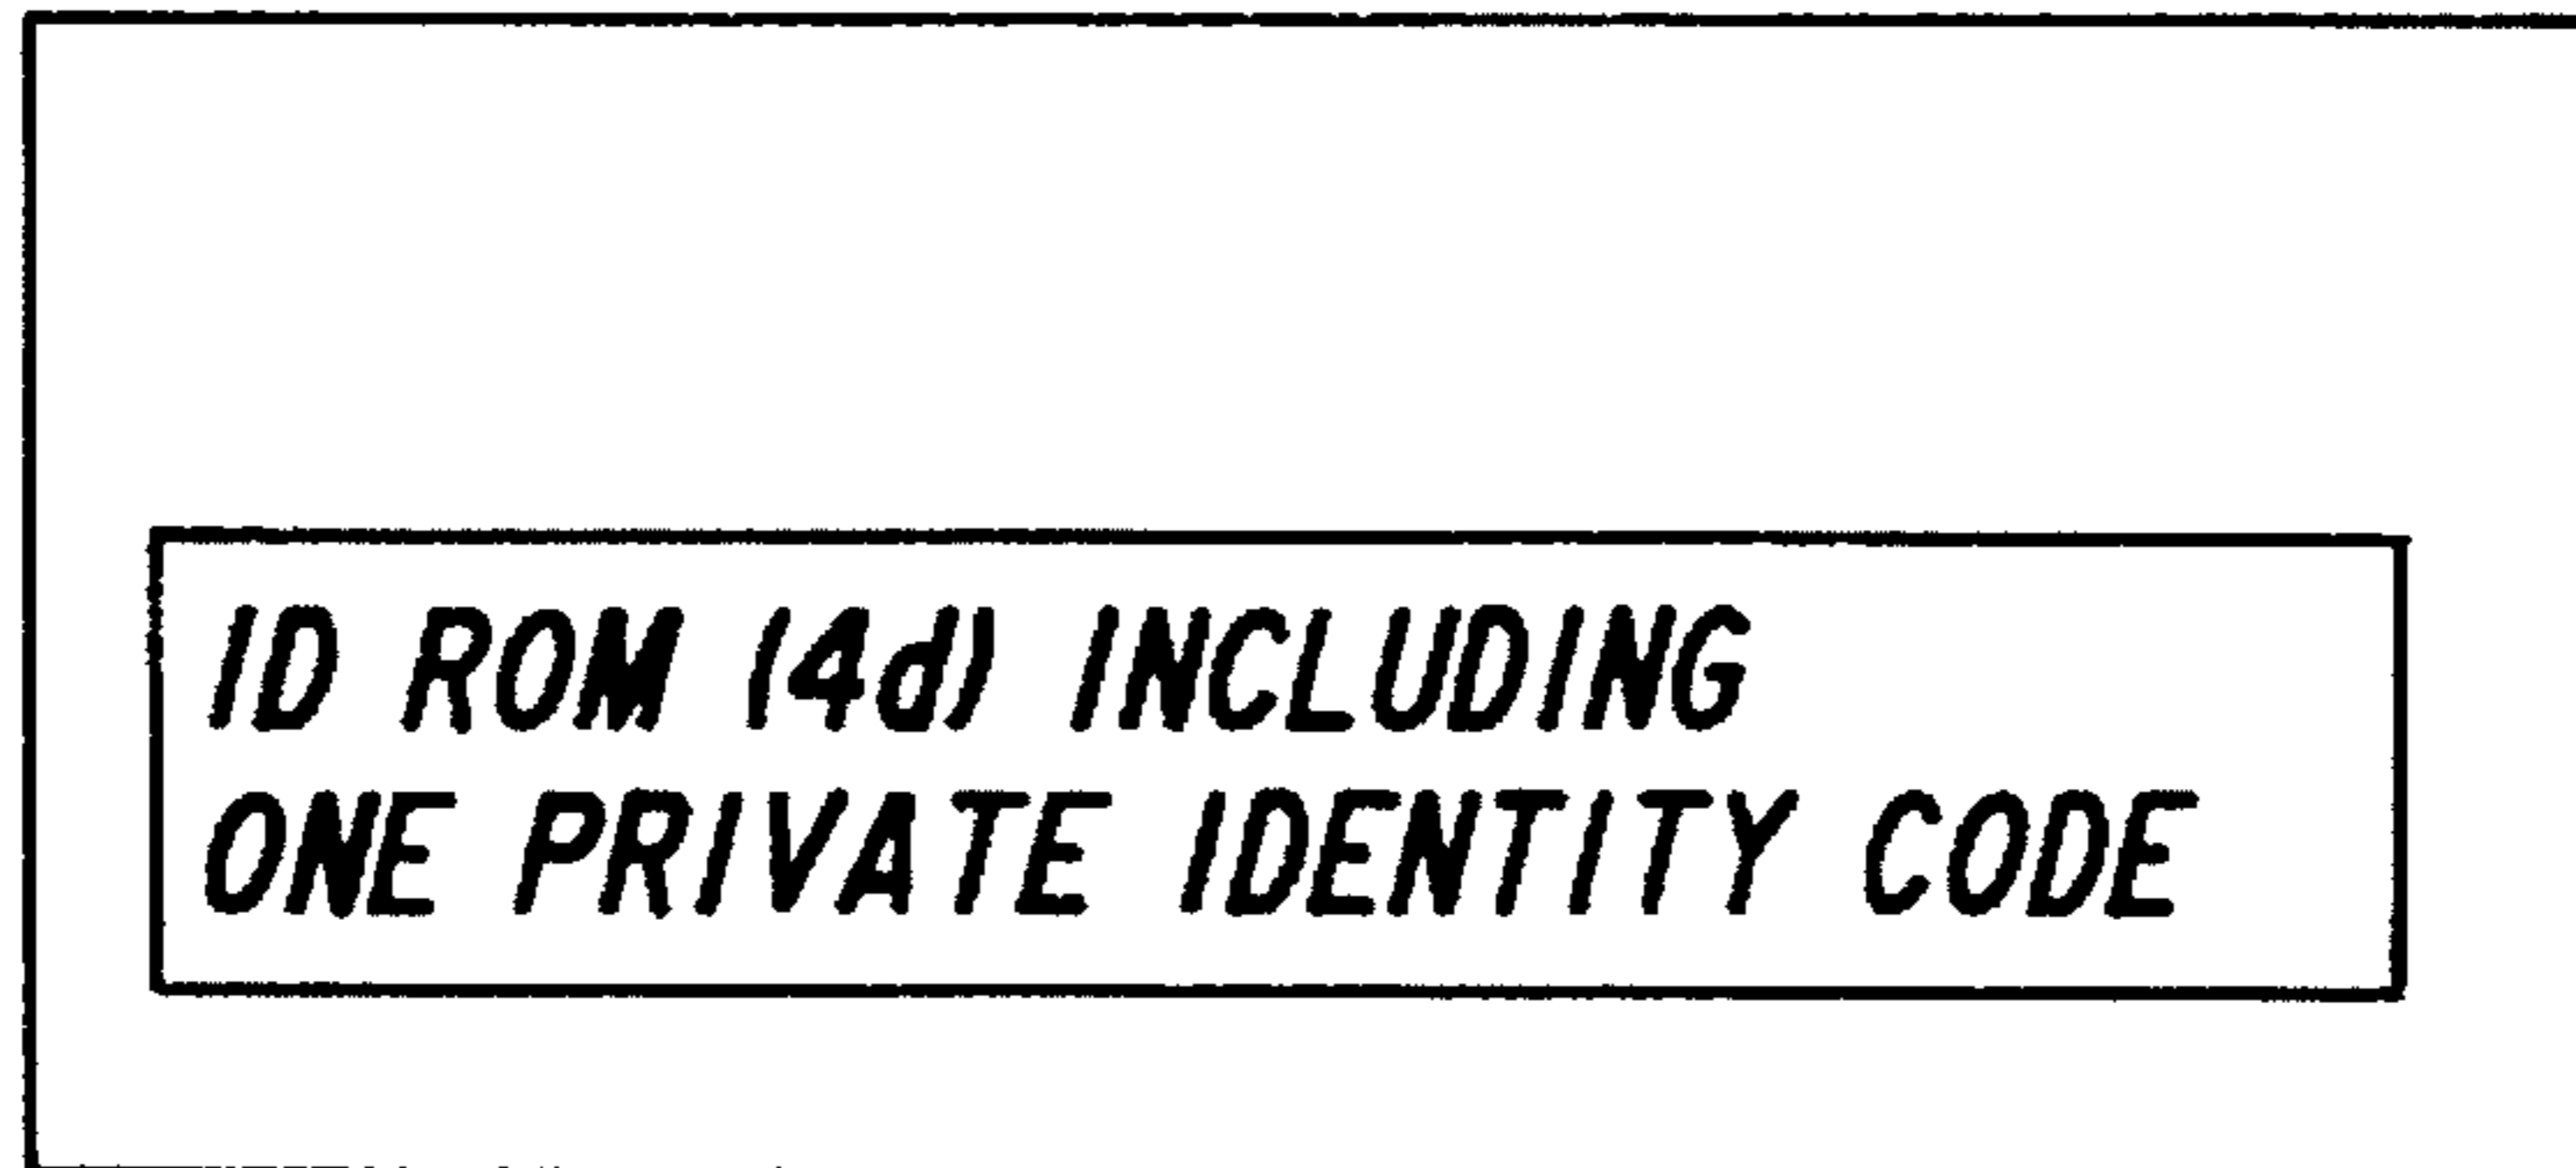 ID ROM (4d) INCLUDING
ONE PRIVATE IDENTITY CODE